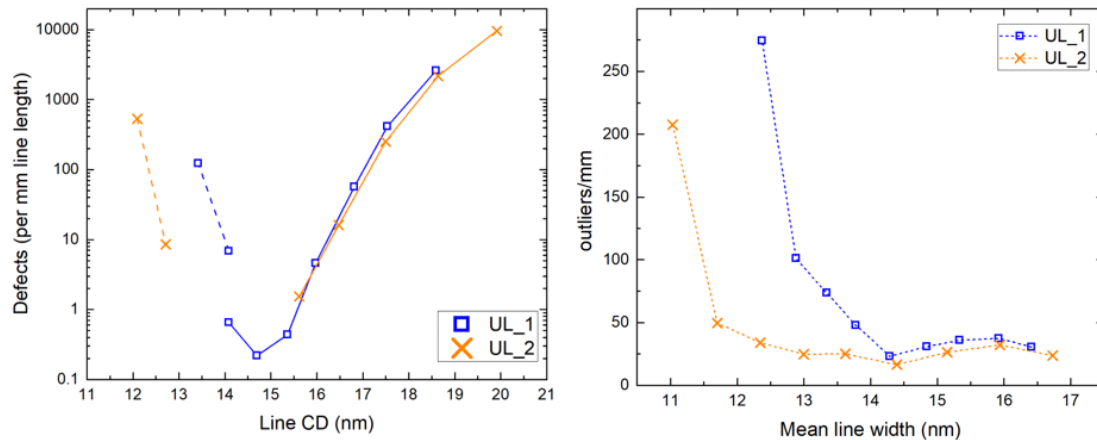 10000
1000
100
10
1
0.1
Defects (per mm line length)
UL_1
UL_2
11 12 13 14 15 16 17 18 19 20 21
Line CD (nm)
250
200
150
100
50
0
outliers/mm
UL_1
UL_2
11 12 13 14 15 16 17
Mean line width (nm)